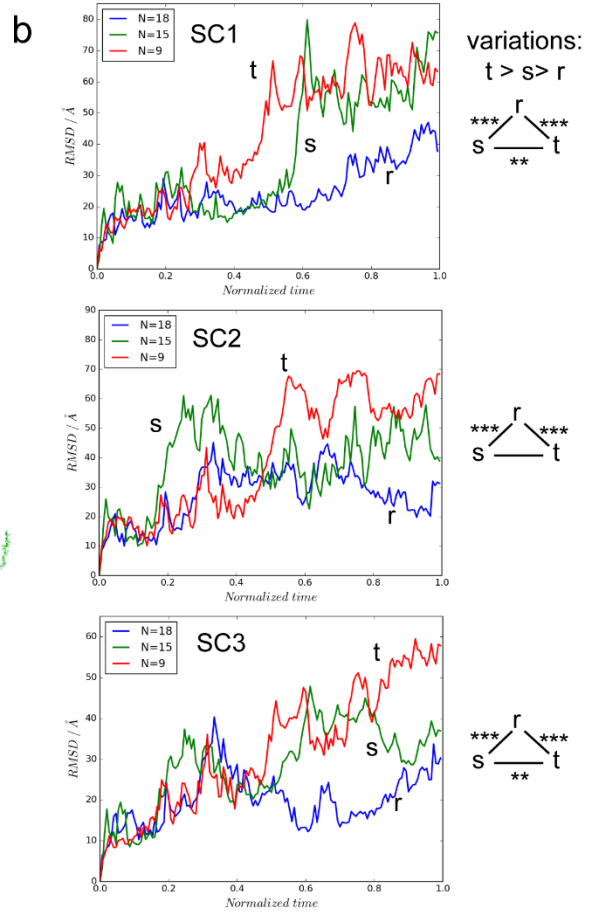 b
SC1
N=18
N=15
N=9
t
s
r
80
70
60
50
40
30
20
10
0
RMSD / Å
0.0 0.2 0.4 0.6 0.8 1.0
Normalized time
variations:
t > s> r
r
*** ***
s t
**
SC2
N=18
N=15
N=9
s
t
r
90
80
70
60
50
40
30
20
10
0
RMSD / Å
0.0 0.2 0.4 0.6 0.8 1.0
Normalized time
r
*** ***
s t
SC3
N=18
N=15
N=9
t
s
r
60
50
40
30
20
10
0
RMSD / Å
0.0 0.2 0.4 0.6 0.8 1.0
Normalized time
r
*** ***
s t
**